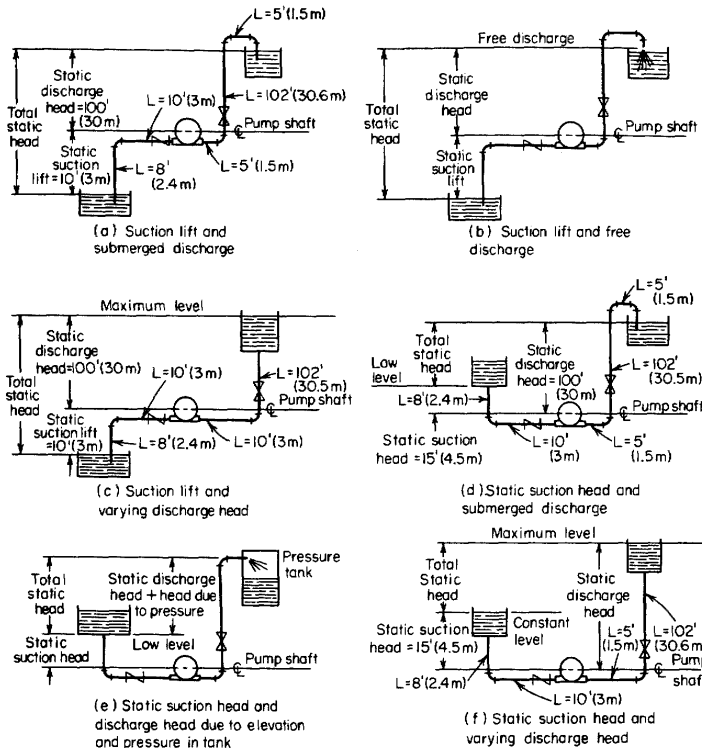 L=5'(1.5m)
Static
discharge
head=100'
(30m)
Total
static
head
L=10'(3m)
L=102'(30.6m)
℄ Pump shaft
Static
suction
lift=10'(3m)
L=8'
(2.4m)
L=5'(1.5m)
(a) Suction lift and
submerged discharge
Free discharge
Static
discharge
head
Total
static
head
℄ Pump shaft
Static
suction
lift
(b) Suction lift and free
discharge
Maximum level
Static
discharge
head=100'(30m)
L=10'(3m)
L=102'
(30.5m)
Total
static
head
℄ Pump shaft
Static
suction lift
=10'(3m)
L=8'(2.4m)
L=10'(3m)
(c) Suction lift and
varying discharge head
L=5'
(1.5m)
Total
static
head
Static
discharge
head=100'
(30m)
Low
level
L=102'
(30.5m)
L=8'(2.4m)
℄ Pump shaft
Static suction
head=15'(4.5m)
L=10'
(3m)
L=5'
(1.5m)
(d) Static suction head and
submerged discharge
Pressure
tank
Total
static
head
Static discharge
head + head due
to pressure
Low level
Static
suction head
℄ Pump shaft
(e) Static suction head and
discharge head due to elevation
and pressure in tank
Maximum level
Total
Static
head
Static
discharge
head
Static suction
head=15'(4.5m)
Constant
level
L=5'
(1.5m)
L=102'
(30.6m)
℄ Pump
shaft
L=8'(2.4m)
L=10'(3m)
(f) Static suction head and
varying discharge head